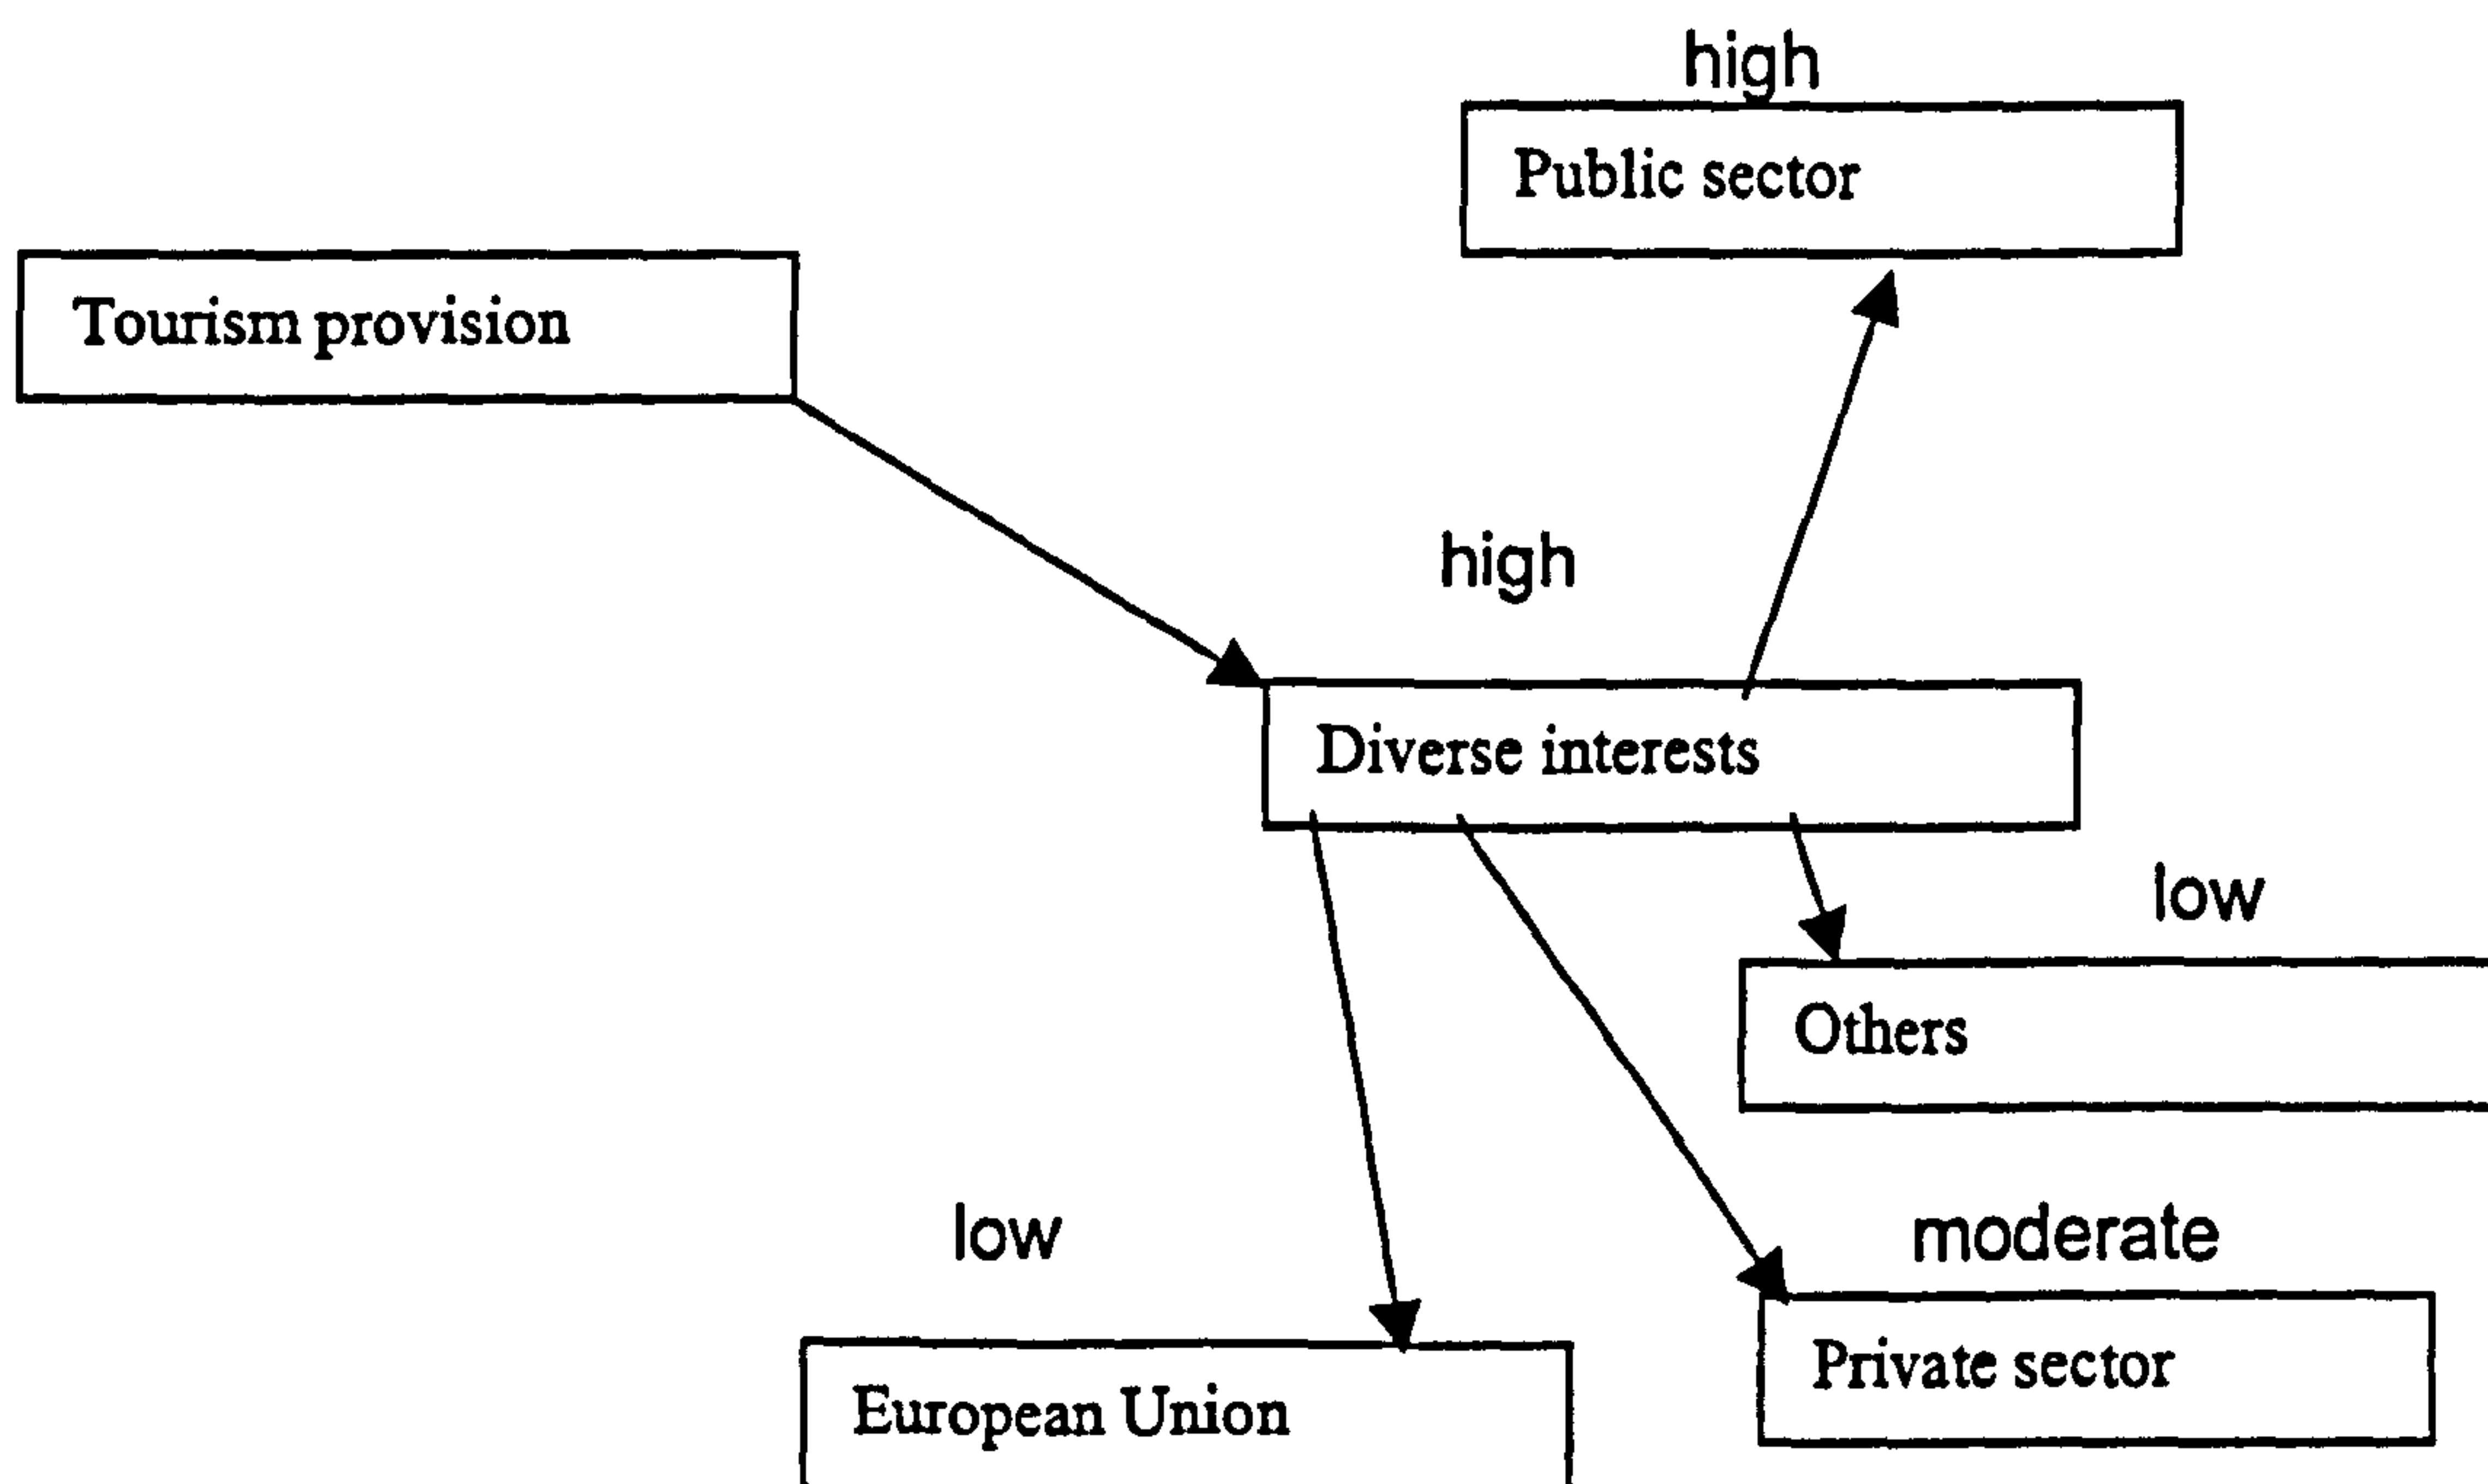 high
Public sector
Tourism provision
high
Diverse interests
low
Others
low
moderate
Private sector
European Union